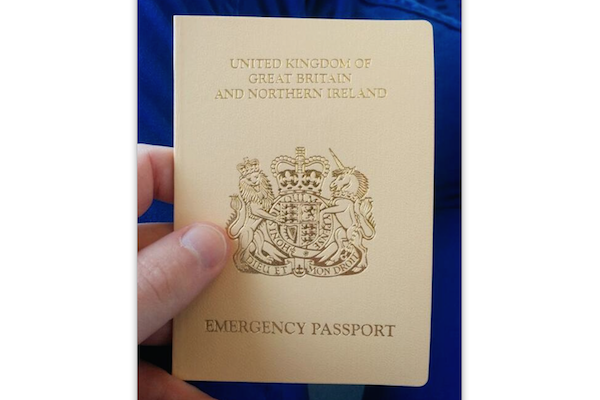 UNITED KINGDOM OF
GREAT BRITAIN
AND NORTHERN IRELAND
DIEU ET MON DROIT
EMERGENCY PASSPORT